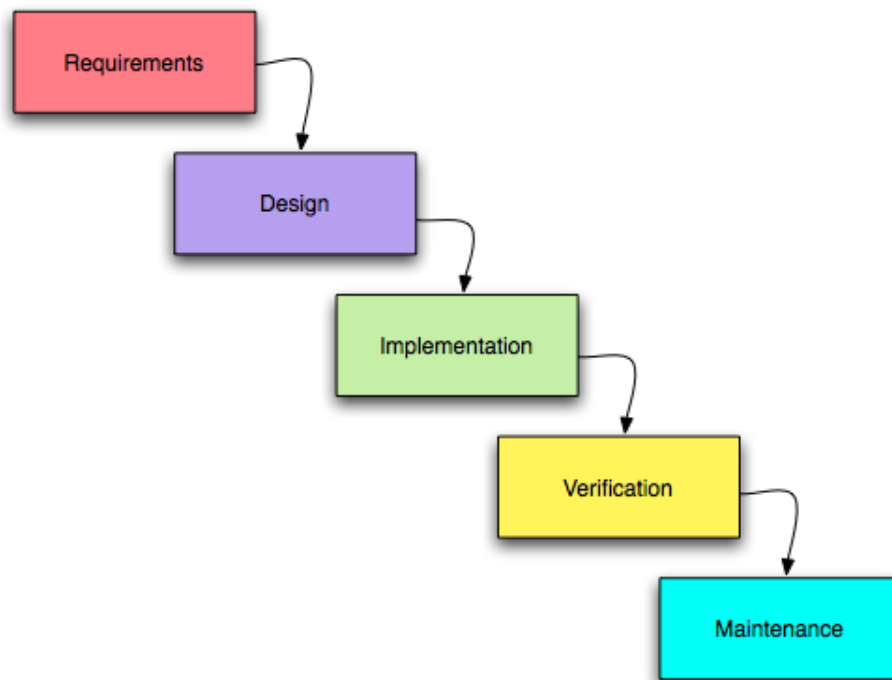 Requirements
Design
Implementation
Verification
Maintenance